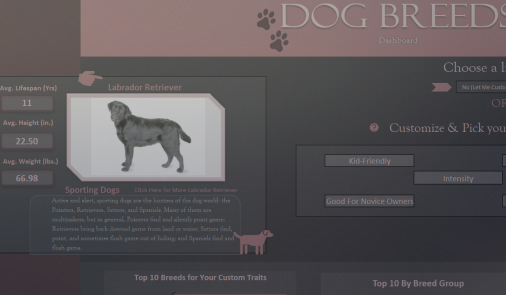 DOG BREEDS
Dashboard
Choose a
No (Let Me Custo
OR
Customize & Pick you
Avg. Lifespan (Yrs)
11
Avg. Height (in.)
22.50
Avg. Weight (lbs.)
66.98
Labrador Retriever
Sporting Dogs
Click Here for More Labrador Retriever
Active and alert, sporting dogs are the hunters of the dog world: the
Pointers, Retrievers, Setters, and Spaniels. Many of them are
multitaskers, but in general, Pointers find and silently point game;
Retrievers bring back downed game from land or water; Setters find,
point, and sometimes flush game out of hiding; and Spaniels find and
flush game.
Kid-Friendly
Intensity
Good For Novice Owners
Top 10 Breeds for Your Custom Traits
Top 10 By Breed Group